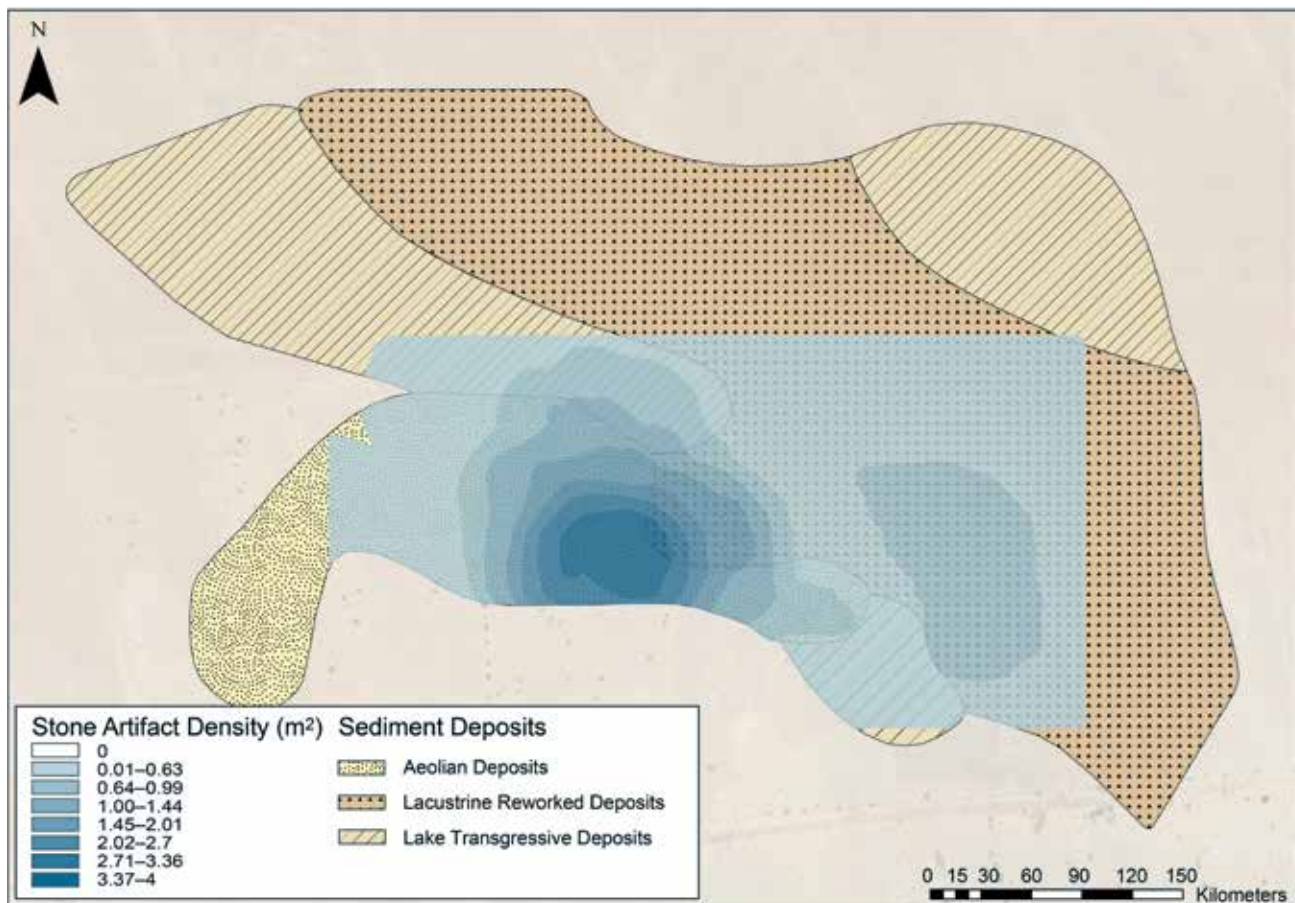 N
Stone Artifact Density (m²)
0
0.01–0.63
0.64–0.99
1.00–1.44
1.45–2.01
2.02–2.7
2.71–3.36
3.37–4
Sediment Deposits
Aeolian Deposits
Lacustrine Reworked Deposits
Lake Transgressive Deposits
0 15 30 60 90 120 150
Kilometers